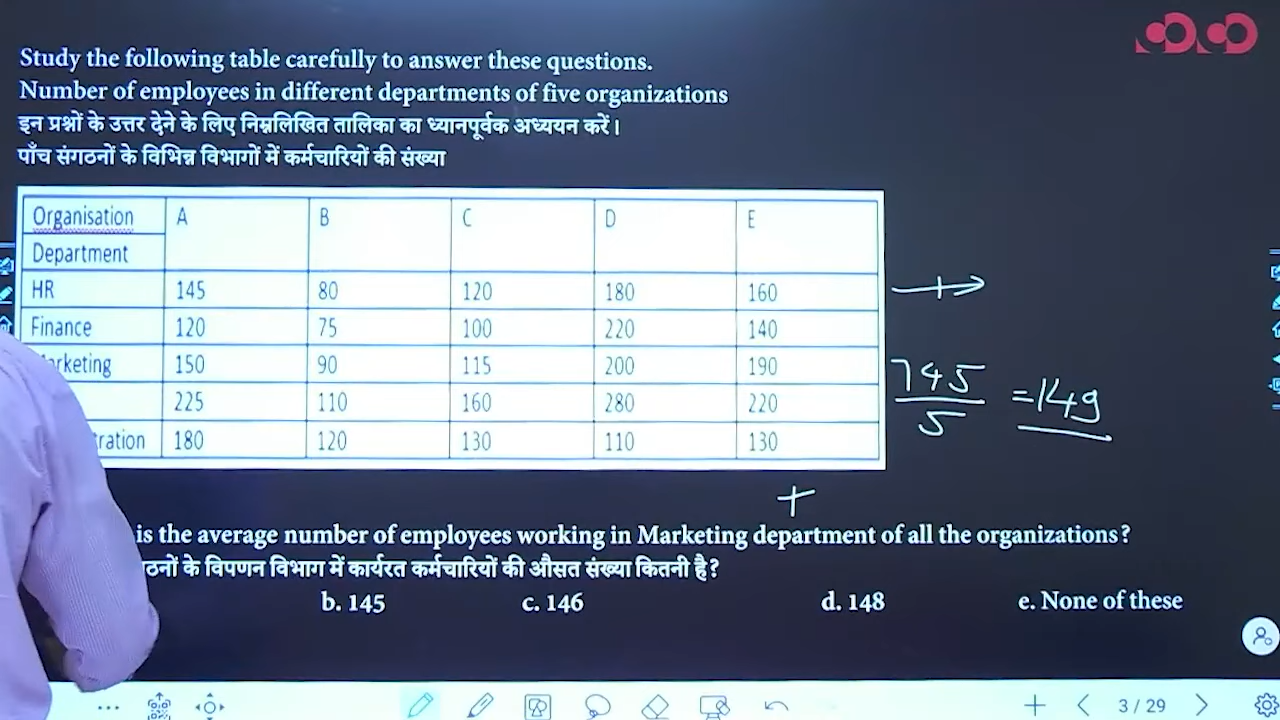 Study the following table carefully to answer these questions.
Number of employees in different departments of five organizations
इन प्रश्नों के उत्तर देने के लिए निम्नलिखित तालिका का ध्यानपूर्वक अध्ययन करें।
पाँच संगठनों के विभिन्न विभागों में कर्मचारियों की संख्या
Organisation A B C D E
Department
HR 145 80 120 180 160
Finance 120 75 100 220 140
arketing 150 90 115 200 190
225 110 160 280 220
ration 180 120 130 110 130
745
5
=149
+
is the average number of employees working in Marketing department of all the organizations?
ठनों के विपणन विभाग में कार्यरत कर्मचारियों की औसत संख्या कितनी है?
b. 145 c. 146 d. 148 e. None of these
3 / 29